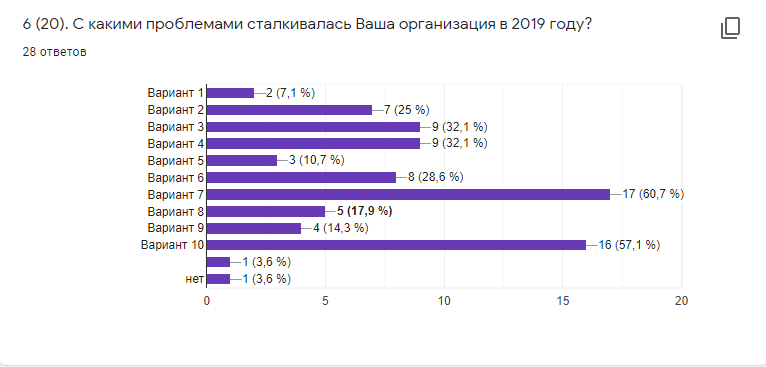 6 (20). С какими проблемами сталкивалась Ваша организация в 2019 году?
28 ответов
Вариант 1 2 (7,1 %)
Вариант 2 7 (25 %)
Вариант 3 9 (32,1 %)
Вариант 4 9 (32,1 %)
Вариант 5 3 (10,7 %)
Вариант 6 8 (28,6 %)
Вариант 7 17 (60,7 %)
Вариант 8 5 (17,9 %)
Вариант 9 4 (14,3 %)
Вариант 10 16 (57,1 %)
1 (3,6 %)
нет 1 (3,6 %)
0 5 10 15 20